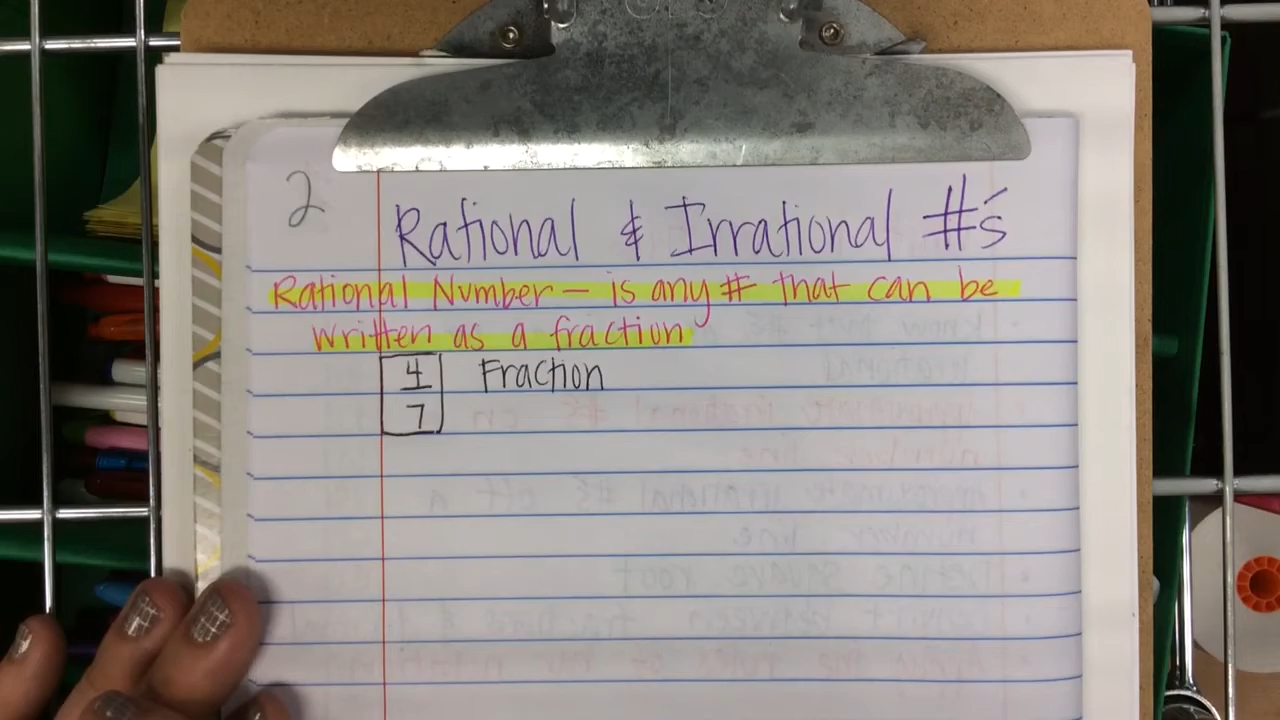 2
Rational & Irrational #'s
Rational Number — is any # that can be
written as a fraction
4/7 Fraction